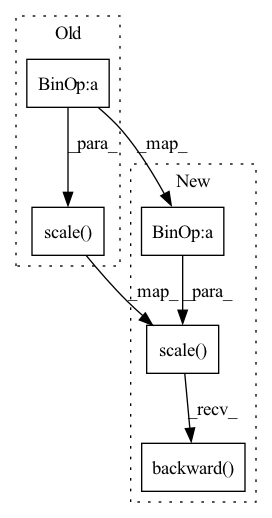 Old
BinOp:a
_para_
_map_
New
scale()
BinOp:a
_map_
_para_
scale()
_recv_
backward()